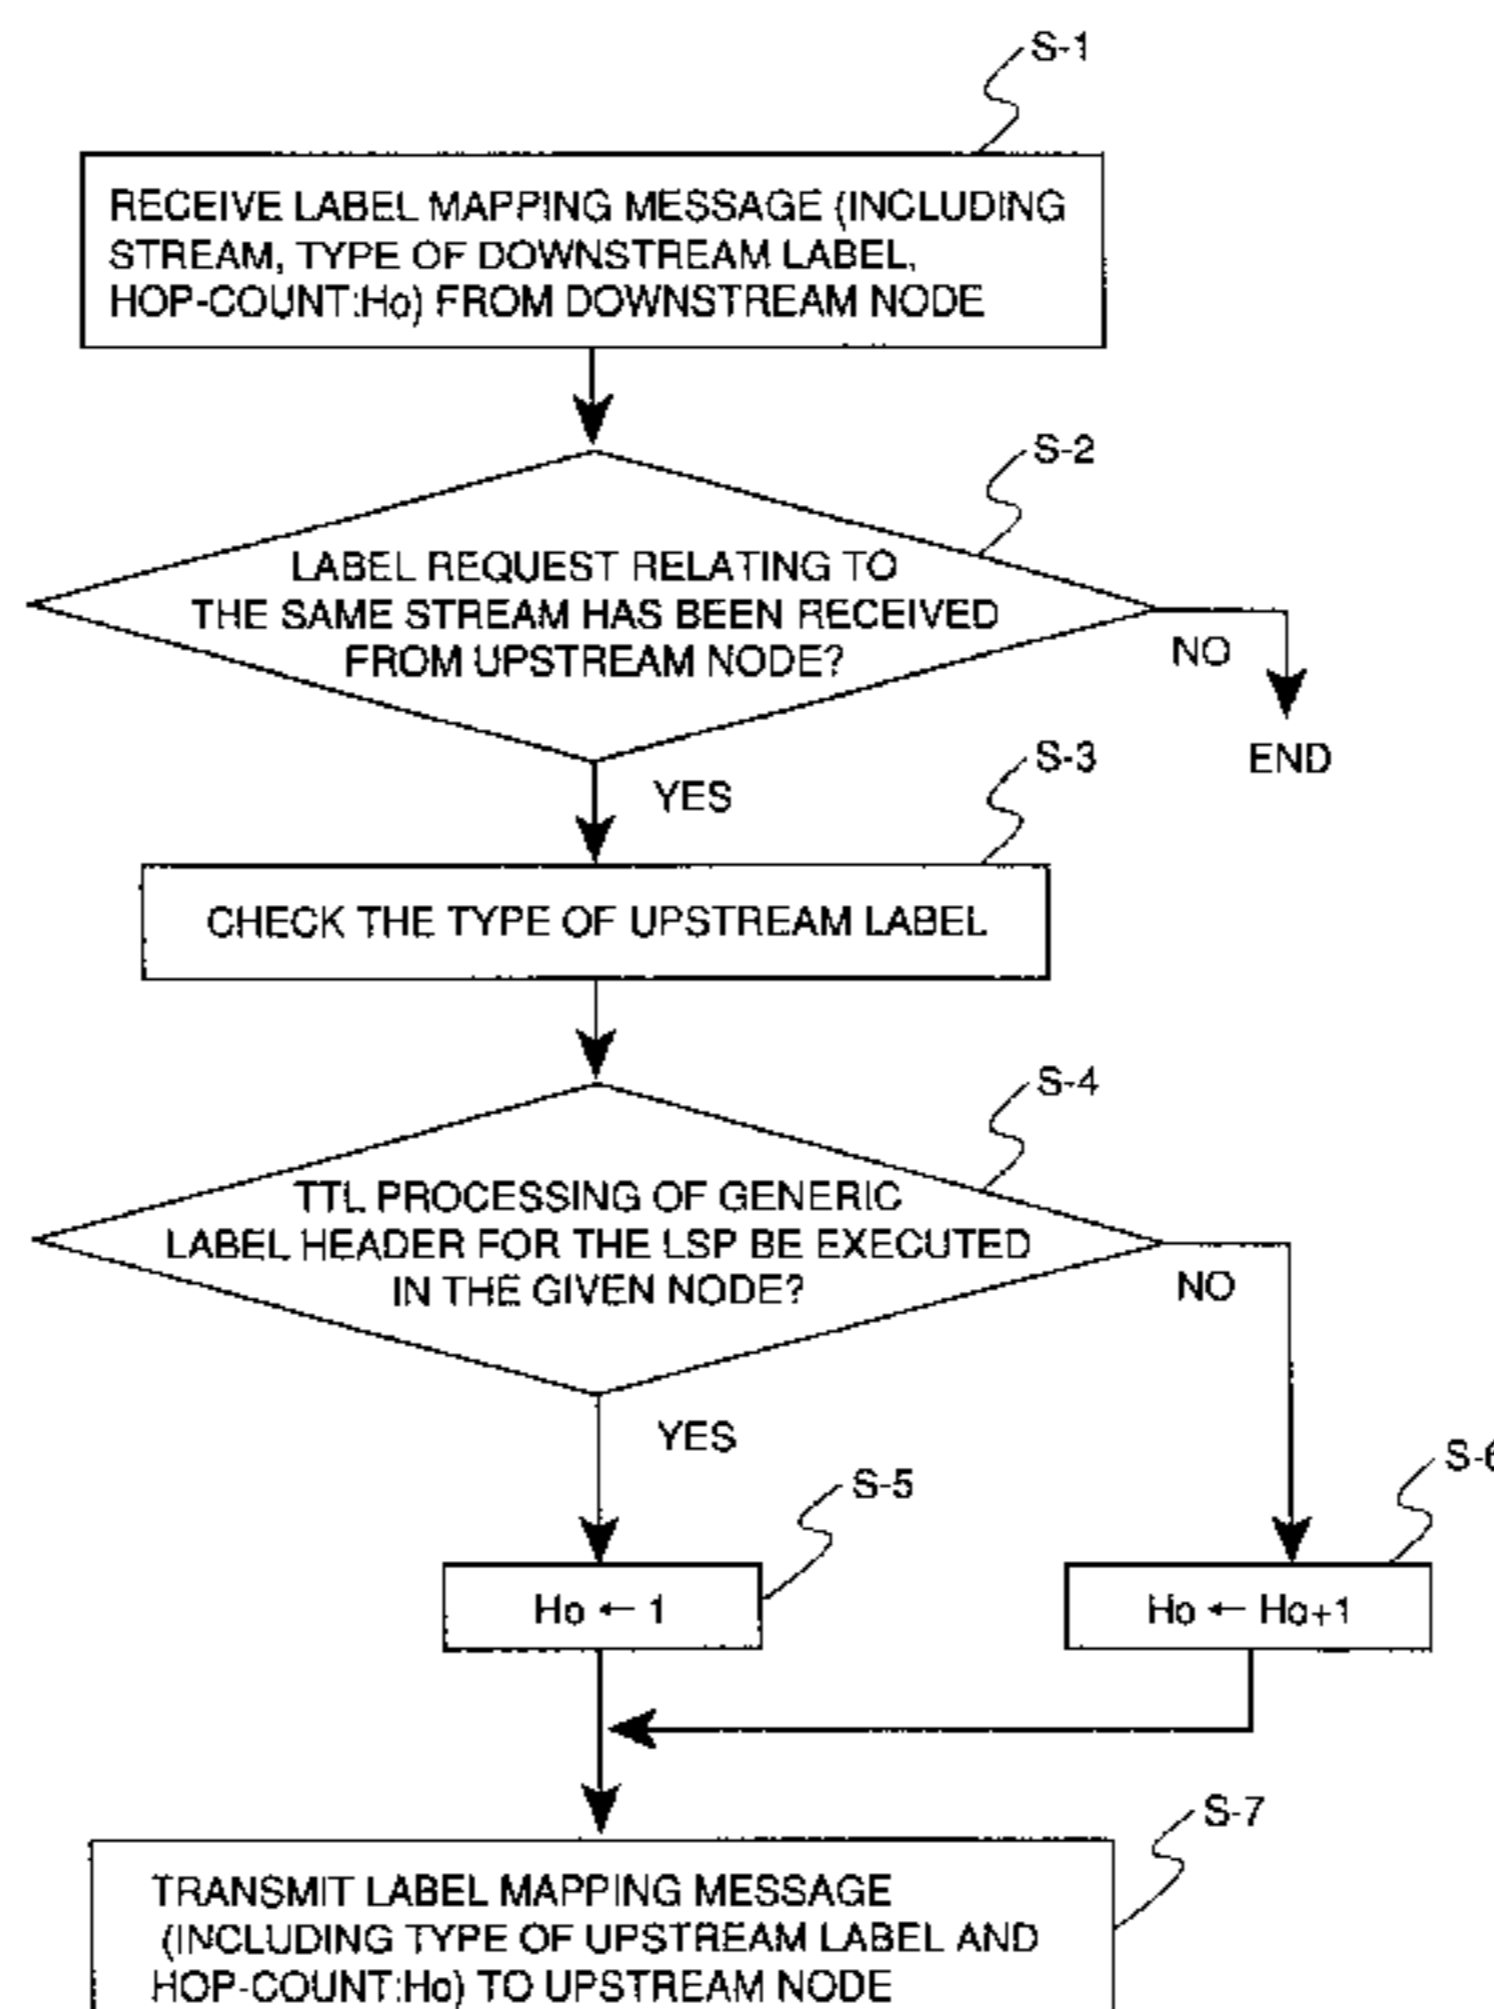 S-1
RECEIVE LABEL MAPPING MESSAGE (INCLUDING
STREAM, TYPE OF DOWNSTREAM LABEL,
HOP-COUNT:Ho) FROM DOWNSTREAM NODE
S-2
LABEL REQUEST RELATING TO
THE SAME STREAM HAS BEEN RECEIVED
FROM UPSTREAM NODE?
NO
END
YES
S-3
CHECK THE TYPE OF UPSTREAM LABEL
S-4
TTL PROCESSING OF GENERIC
LABEL HEADER FOR THE LSP BE EXECUTED
IN THE GIVEN NODE?
NO
YES
S-5
S-6
Ho ← 1
Ho ← Ho+1
S-7
TRANSMIT LABEL MAPPING MESSAGE
(INCLUDING TYPE OF UPSTREAM LABEL AND
HOP-COUNT:Ho) TO UPSTREAM NODE